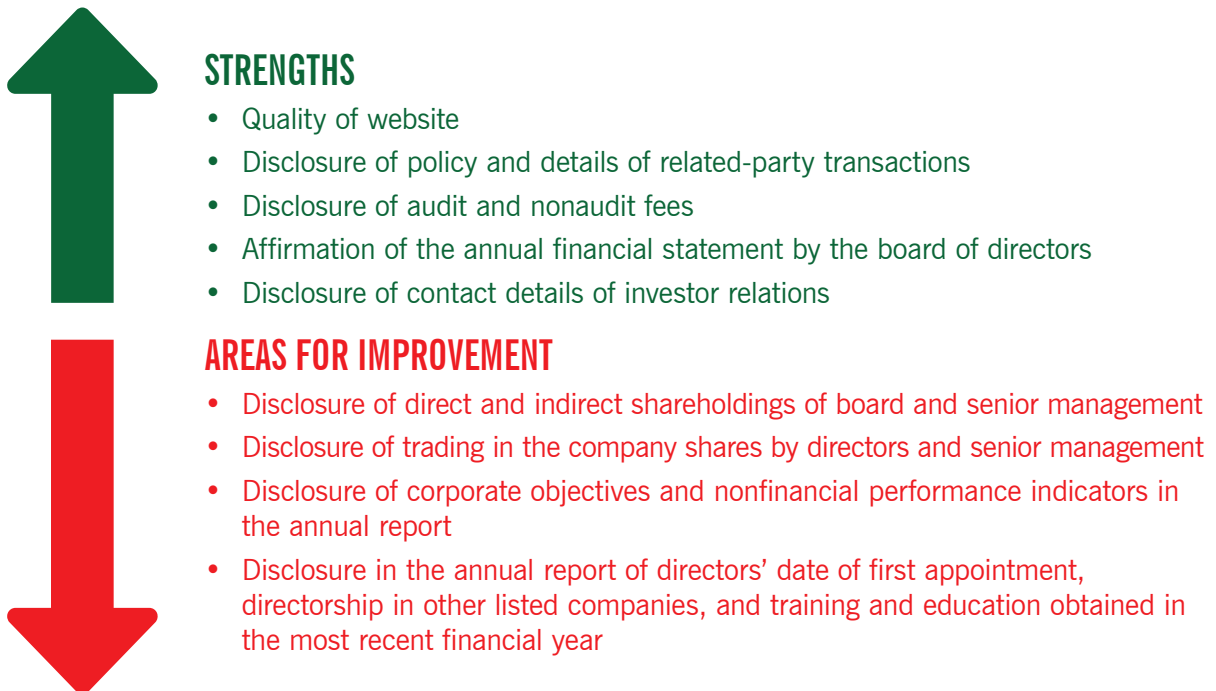 STRENGTHS
• Quality of website
• Disclosure of policy and details of related-party transactions
• Disclosure of audit and nonaudit fees
• Affirmation of the annual financial statement by the board of directors
• Disclosure of contact details of investor relations
AREAS FOR IMPROVEMENT
• Disclosure of direct and indirect shareholdings of board and senior management
• Disclosure of trading in the company shares by directors and senior management
• Disclosure of corporate objectives and nonfinancial performance indicators in
the annual report
• Disclosure in the annual report of directors’ date of first appointment,
directorship in other listed companies, and training and education obtained in
the most recent financial year